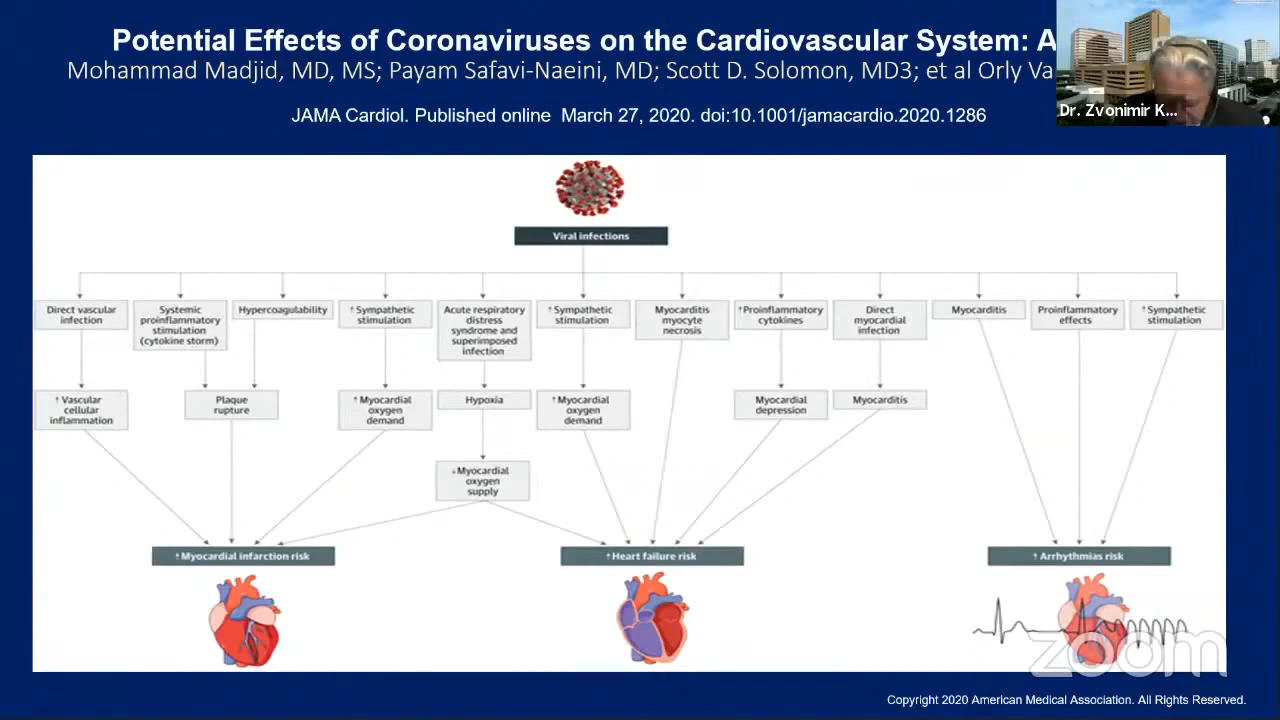 Potential Effects of Coronaviruses on the Cardiovascular System: A
Mohammad Madjid, MD, MS; Payam Safavi-Naeini, MD; Scott D. Solomon, MD3; et al Orly Va
Dr. Zvonimir K...
JAMA Cardiol. Published online March 27, 2020. doi:10.1001/jamacardio.2020.1286
Viral infections
Direct vascular
infection
Systemic
proinflammatory
stimulation
(cytokine storm)
Hypercoagulability
↑Sympathetic
stimulation
Acute respiratory
distress
syndrome and
superimposed
infection
↑Sympathetic
stimulation
Myocarditis
myocyte
necrosis
↑Proinflammatory
cytokines
Direct
myocardial
infection
Myocarditis
Proinflammatory
effects
↑Sympathetic
stimulation
↑Vascular
cellular
inflammation
Plaque
rupture
↑Myocardial
oxygen
demand
Hypoxia
↑Myocardial
oxygen
demand
Myocardial
depression
Myocarditis
↓Myocardial
oxygen
supply
↑Myocardial infarction risk
↑Heart failure risk
↑Arrhythmias risk
zoom
Copyright 2020 American Medical Association. All Rights Reserved.